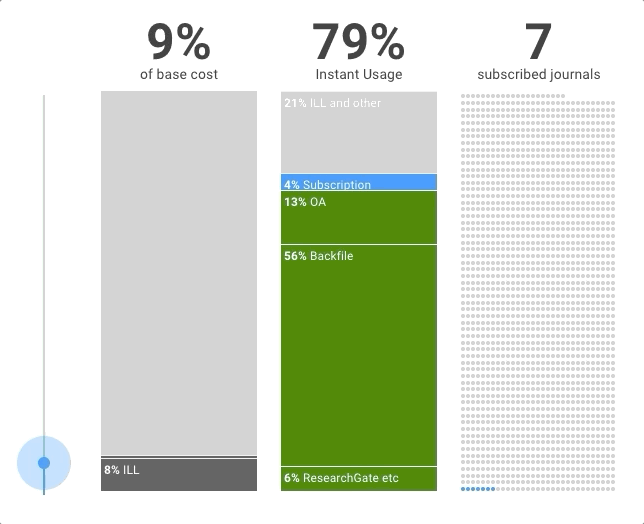 9%
of base cost
79%
Instant Usage
7
subscribed journals
21% ILL and other
4% Subscription
13% OA
56% Backfile
8% ILL
6% ResearchGate etc